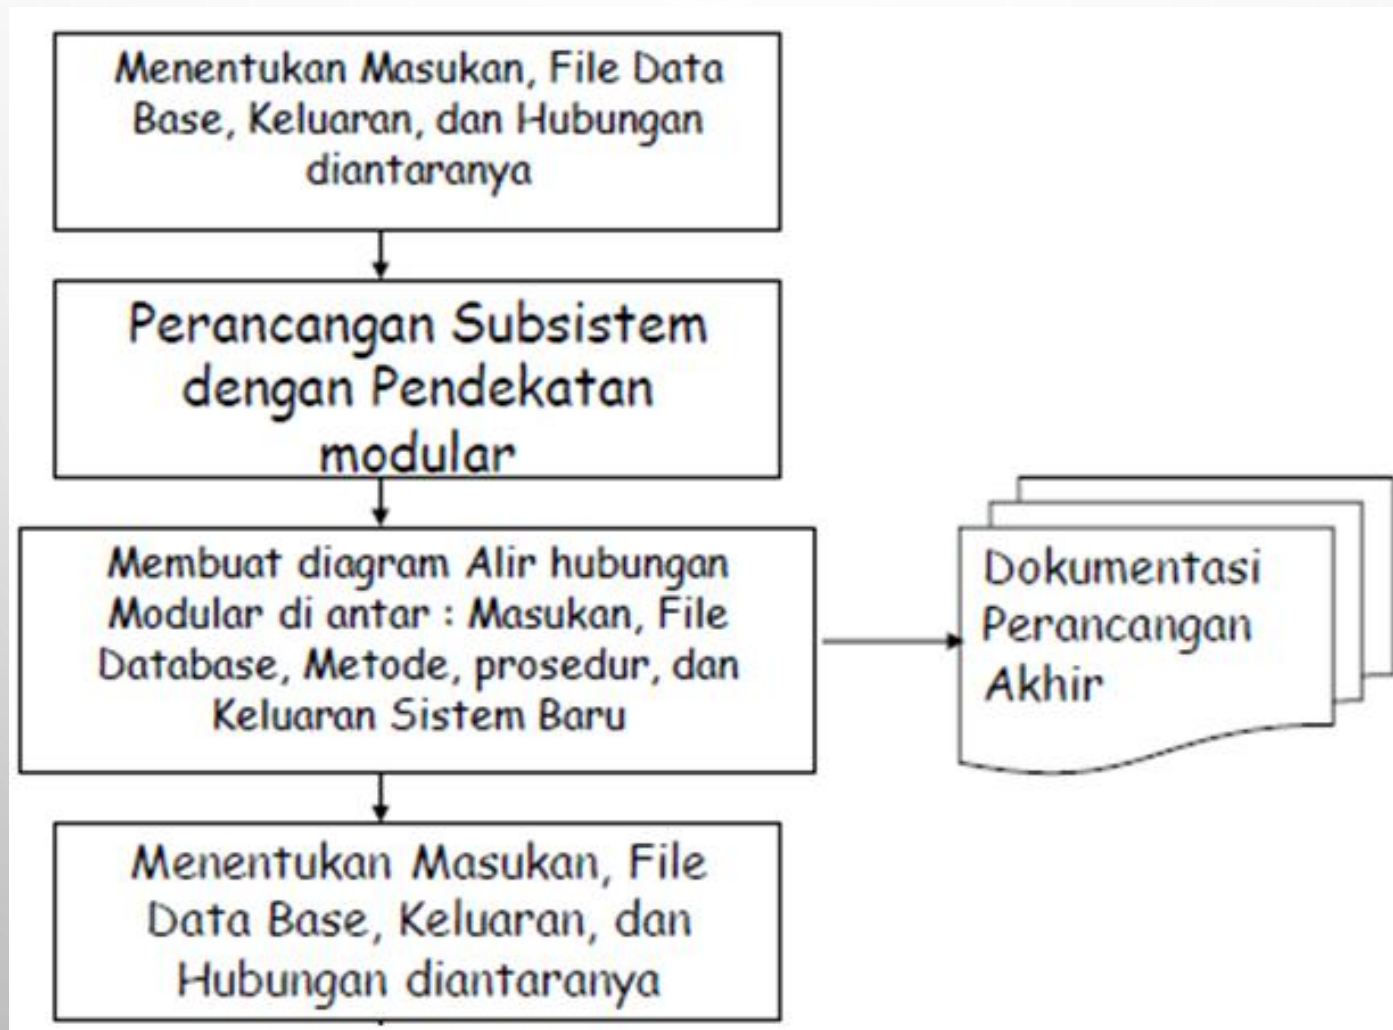 Menentukan Masukan, File Data
Base, Keluaran, dan Hubungan
diantaranya
Perancangan Subsistem
dengan Pendekatan
modular
Membuat diagram Alir hubungan
Modular di antar : Masukan, File
Database, Metode, prosedur, dan
Keluaran Sistem Baru
Dokumentasi
Perancangan
Akhir
Menentukan Masukan, File
Data Base, Keluaran, dan
Hubungan diantaranya